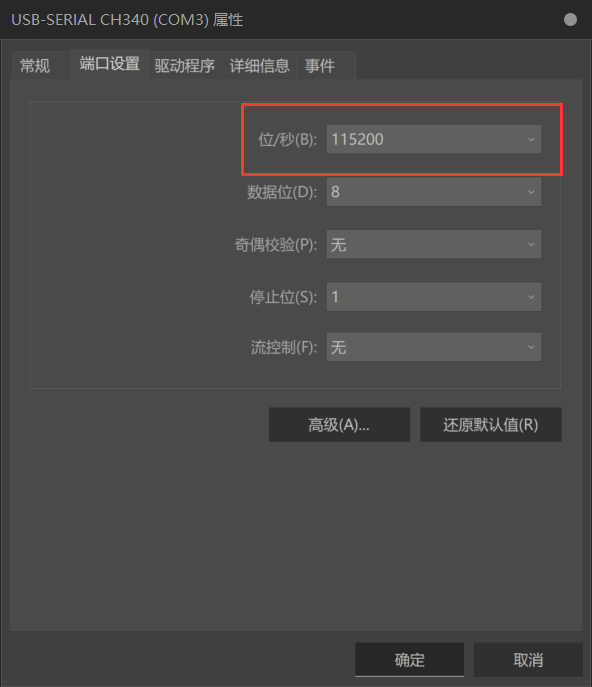 USB-SERIAL CH340 (COM3) 属性
常规 端口设置 驱动程序 详细信息 事件
位/秒(B): 115200
数据位(D): 8
奇偶校验(P): 无
停止位(S): 1
流控制(F): 无
高级(A)... 还原默认值(R)
确定 取消